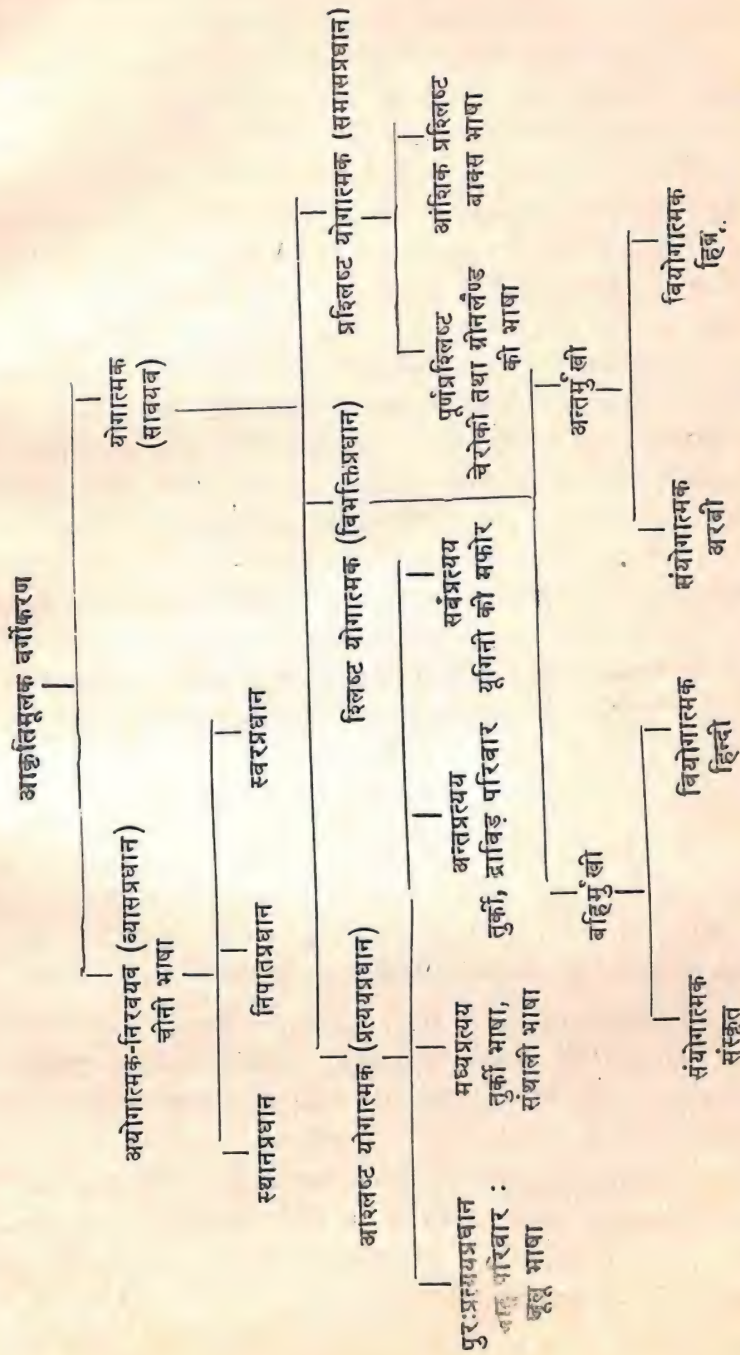 आकृतिमूलक वर्गीकरण
अयोगात्मक-निरवयव (व्यासप्रधान)
चीनी भाषा
योगात्मक
(सावयव)
स्थानप्रधान
निपातप्रधान
स्वरप्रधान
अश्लिष्ट योगात्मक (प्रत्ययप्रधान)
श्लिष्ट योगात्मक (विभक्तिप्रधान)
प्रश्लिष्ट योगात्मक (समासप्रधान)
पुरःप्रत्ययप्रधान
परिवार :
जूलू भाषा
मध्यप्रत्यय
तुर्की भाषा,
संथाली भाषा
अन्तप्रत्यय
तुर्की, द्राविड़ परिवार
सर्वप्रत्यय
यूगिनी की मफोर
पूर्णप्रश्लिष्ट
चेरोकी तथा ग्रीनलैण्ड
की भाषा
आंशिक प्रश्लिष्ट
वाक्स भाषा
बहिर्मुखी
अन्तर्मुखी
संयोगात्मक
संस्कृत
वियोगात्मक
हिन्दी
संयोगात्मक
अरबी
वियोगात्मक
हिब्रू